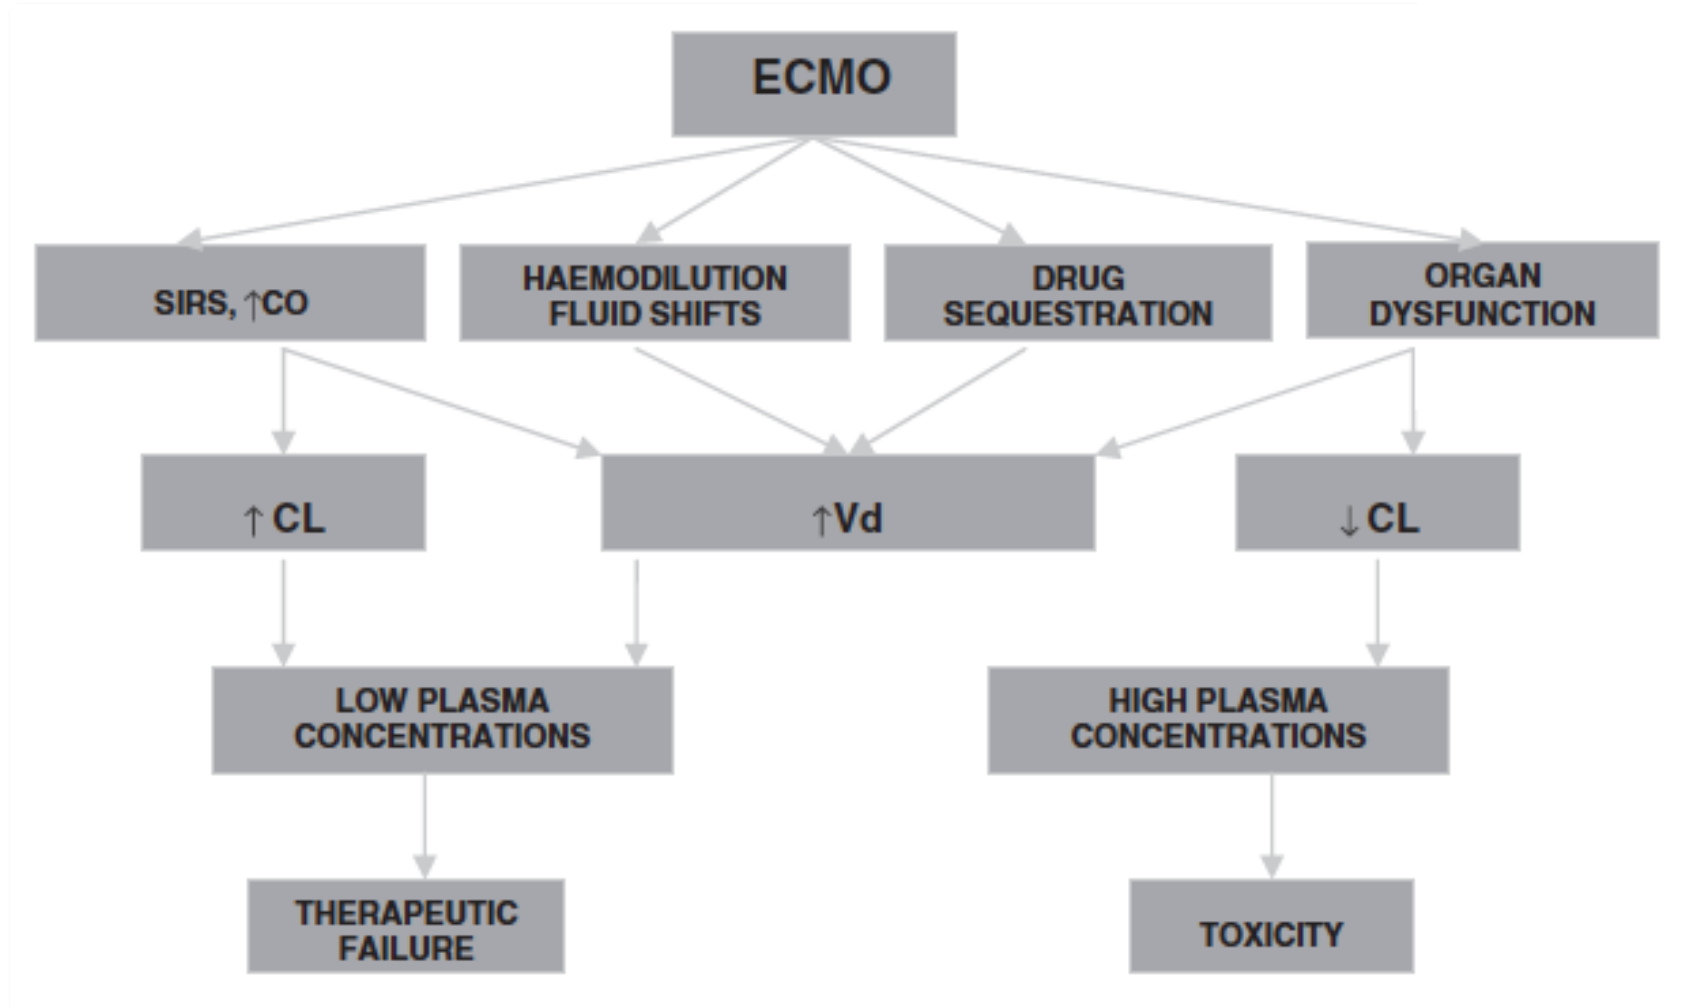 ECMO
SIRS, ↑CO
HAEMODILUTION
FLUID SHIFTS
DRUG
SEQUESTRATION
ORGAN
DYSFUNCTION
↑ CL
↑Vd
↓ CL
LOW PLASMA
CONCENTRATIONS
HIGH PLASMA
CONCENTRATIONS
THERAPEUTIC
FAILURE
TOXICITY